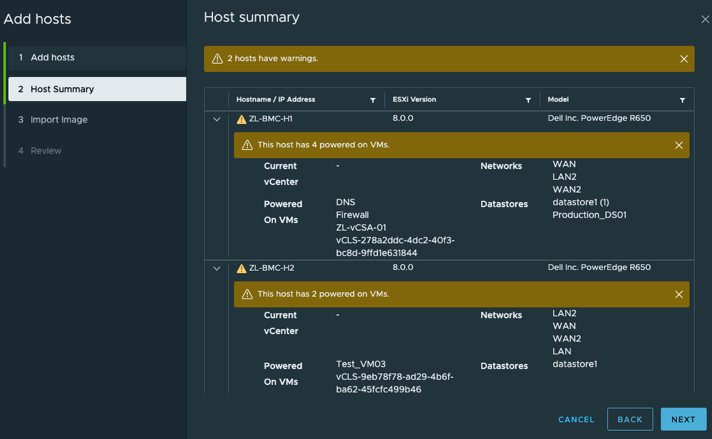 Add hosts
1 Add hosts
2 Host Summary
3 Import Image
4 Review
Host summary
2 hosts have warnings.
Hostname / IP Address ESXi Version Model
ZL-BMC-H1 8.0.0 Dell Inc. PowerEdge R650
This host has 4 powered on VMs.
Current vCenter -
Networks WAN
LAN2
WAN2
Powered On VMs DNS
Firewall
ZL-vCSA-01
vCLS-278a2ddc-4dc2-40f3-
bc8d-9ffd1e631844
Datastores datastore1 (1)
Production_DS01
ZL-BMC-H2 8.0.0 Dell Inc. PowerEdge R650
This host has 2 powered on VMs.
Current vCenter -
Networks LAN2
WAN
WAN2
LAN
Powered On VMs Test_VM03
vCLS-9eb78f78-ad29-4b6f-
ba62-45fcfc499b46
Datastores datastore1
CANCEL BACK NEXT